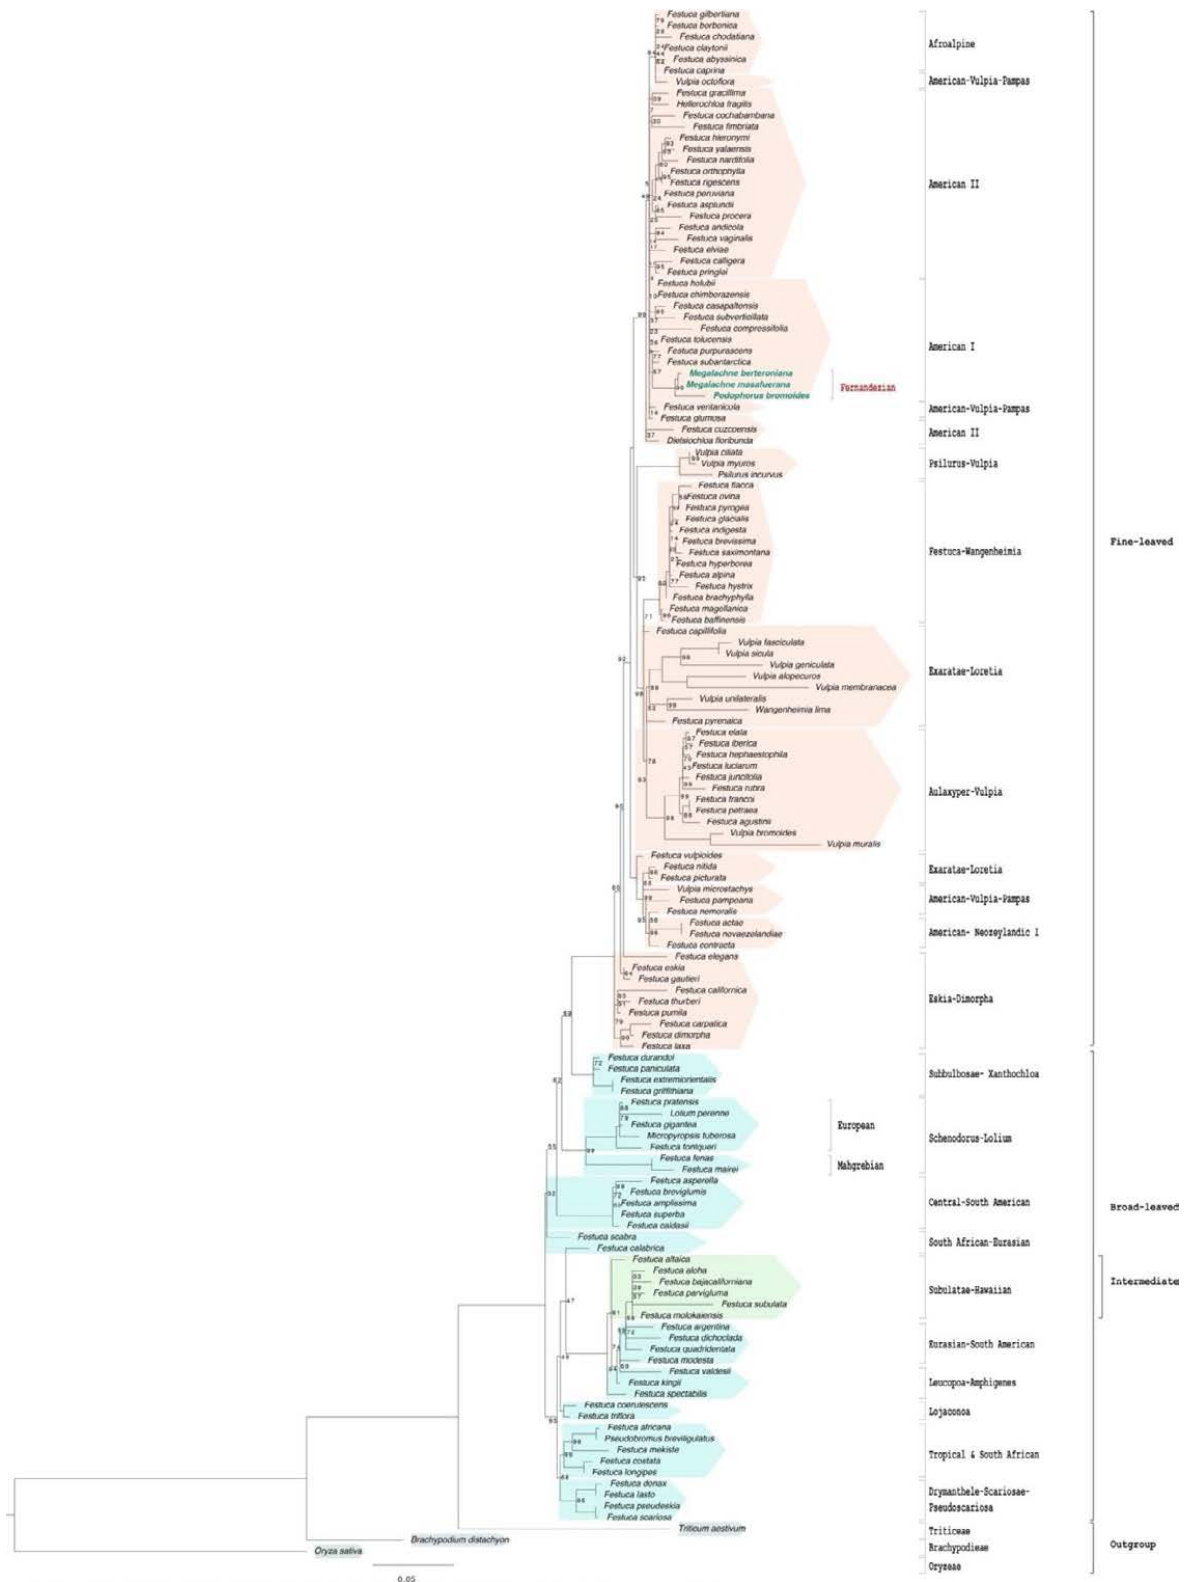 Festuca gilbertiana
Festuca borbonica
Festuca chodatiana
Festuca claytonii
Festuca abyssinica
Festuca caprina
Afroalpine
Vulpia octoflora
American-Vulpia-Pampas
Festuca gracillima
Hellerochloa fragilis
Festuca cochabambana
Festuca fimbriata
Festuca hieronymi
Festuca yalaensis
Festuca nardifolia
Festuca orthophylla
Festuca rigescens
Festuca peruviana
Festuca asplundii
Festuca procera
Festuca andicola
Festuca vaginalis
Festuca elviae
Festuca calligera
Festuca pringlei
American II
Festuca holubii
Festuca chimborazensis
Festuca casapaltensis
Festuca subverticillata
Festuca compressifolia
Festuca tolucensis
Festuca purpurascens
Festuca subantarctica
Megalachne berteroniana
Megalachne masafuerana
Podophorus bromoides
Fernandezian
American I
Festuca ventanicola
Festuca glumosa
American-Vulpia-Pampas
Festuca cuzcoensis
Dielsiochloa floribunda
American II
Vulpia ciliata
Vulpia myuros
Psilurus incurvus
Psilurus-Vulpia
Festuca flacca
Festuca ovina
Festuca pyrogea
Festuca glacialis
Festuca indigesta
Festuca brevissima
Festuca saximontana
Festuca hyperborea
Festuca alpina
Festuca hystrix
Festuca brachyphylla
Festuca magellanica
Festuca baffinensis
Festuca-Wangenheimia
Fine-leaved
Festuca capillifolia
Vulpia fasciculata
Vulpia sicula
Vulpia geniculata
Vulpia alopecuros
Vulpia membranacea
Vulpia unilateralis
Wangenheimia lima
Festuca pyrenaica
Exaratae-Loretia
Festuca elata
Festuca iberica
Festuca hephaestophila
Festuca luciarum
Festuca juncifolia
Festuca rubra
Festuca francoi
Festuca petraea
Festuca agustinii
Vulpia bromoides
Vulpia muralis
Aulaxyper-Vulpia
Festuca vulpioides
Festuca nitida
Festuca picturata
Exaratae-Loretia
Vulpia microstachys
Festuca pampeana
Festuca nemoralis
American-Vulpia-Pampas
Festuca actae
Festuca novaezelandiae
Festuca contracta
American- Neozeylandic I
Festuca elegans
Festuca eskia
Festuca gautieri
Festuca californica
Festuca thurberi
Festuca pumila
Festuca carpatica
Festuca dimorpha
Festuca laxa
Eskia-Dimorpha
Festuca durandoi
Festuca paniculata
Festuca extremiorientalis
Festuca griffithiana
Subbulbosae- Xanthochloa
Festuca pratensis
Lolium perenne
Festuca gigantea
Micropyropsis tuberosa
Festuca fontqueri
European
Festuca fenas
Festuca mairei
Mahgrebian
Schenodorus-Lolium
Festuca asperella
Festuca breviglumis
Festuca amplissima
Festuca superba
Festuca caldasii
Central-South American
Broad-leaved
Festuca scabra
Festuca calabrica
South African-Eurasian
Festuca altaica
Festuca aloha
Festuca bajacaliforniana
Festuca parvigluma
Festuca subulata
Festuca molokaiensis
Subulatae-Hawaiian
Intermediate
Festuca argentina
Festuca dichoclada
Festuca quadridentata
Festuca modesta
Eurasian-South American
Festuca valdesii
Festuca kingii
Festuca spectabilis
Leucopoa-Amphigenes
Festuca coerulescens
Festuca triflora
Lojaconoa
Festuca africana
Pseudobromus breviligulatus
Festuca mekiste
Festuca costata
Festuca longipes
Tropical & South African
Festuca donax
Festuca lasto
Festuca pseudeskia
Festuca scariosa
Drymanthele-Scariosae-
Pseudoscariosa
Triticum aestivum
Triticeae
Brachypodium distachyon
Brachypodieae
Outgroup
Oryza sativa
Oryzeae
0.05